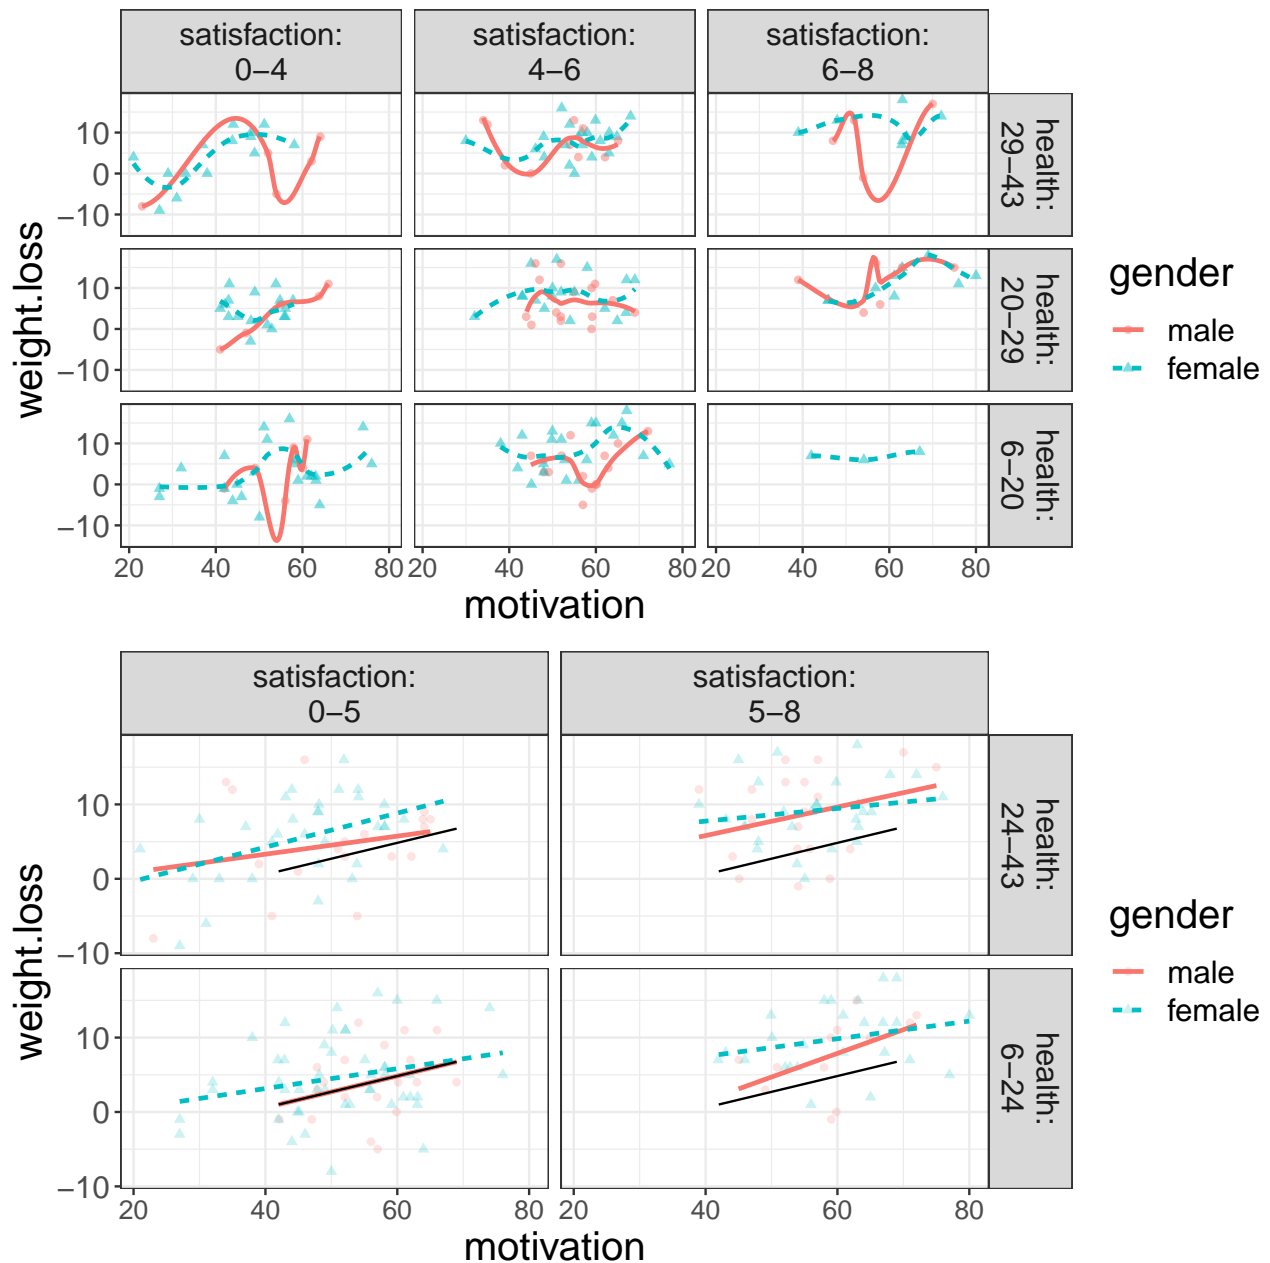 satisfaction:
0−4
satisfaction:
4−6
satisfaction:
6−8
weight.loss
10
0
−10
health:
29−43
10
0
−10
health:
20−29
10
0
−10
health:
6−20
20 40 60 80 20 40 60 80 20 40 60 80
motivation
gender
male
female
satisfaction:
0−5
satisfaction:
5−8
weight.loss
10
0
−10
health:
24−43
10
0
−10
health:
6−24
20 40 60 80 20 40 60 80
motivation
gender
male
female